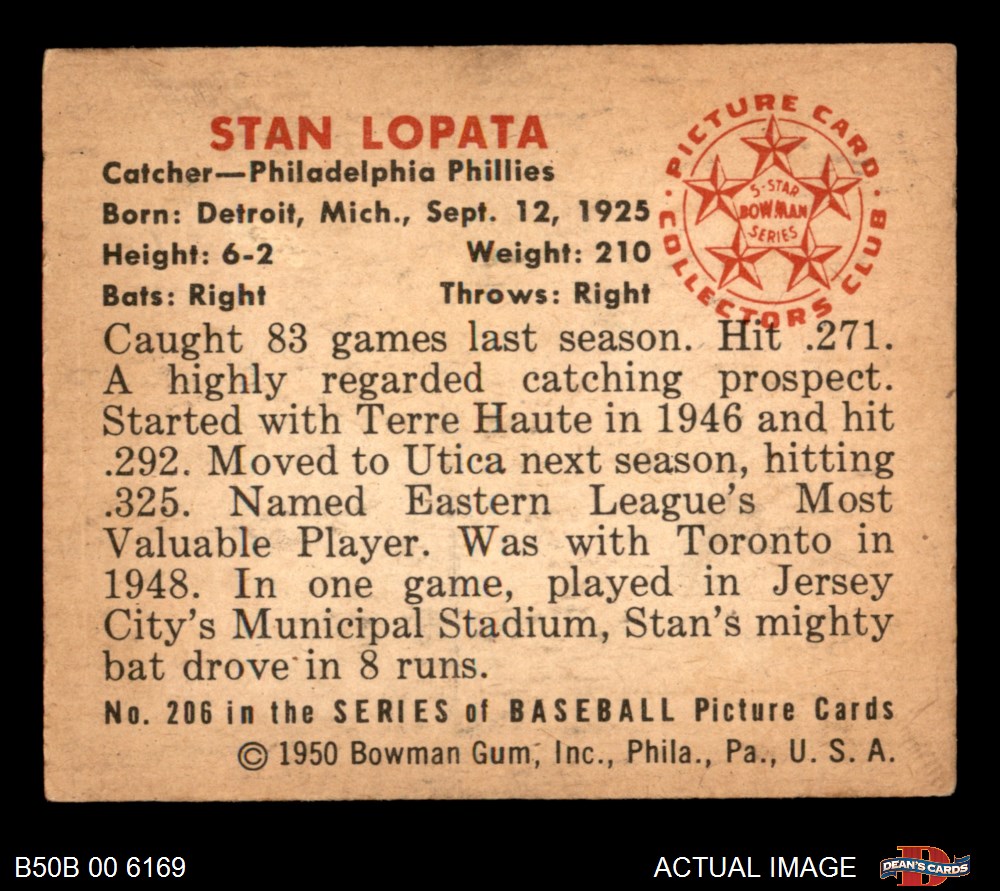 STAN LOPATA
Catcher—Philadelphia Phillies
Born: Detroit, Mich., Sept. 12, 1925
Height: 6-2 Weight: 210
Bats: Right Throws: Right
PICTURE CARD
COLLECTORS CLUB
5-STAR
BOWMAN
SERIES
Caught 83 games last season. Hit .271.
A highly regarded catching prospect.
Started with Terre Haute in 1946 and hit
.292. Moved to Utica next season, hitting
.325. Named Eastern League's Most
Valuable Player. Was with Toronto in
1948. In one game, played in Jersey
City's Municipal Stadium, Stan's mighty
bat drove in 8 runs.
No. 206 in the SERIES of BASEBALL Picture Cards
© 1950 Bowman Gum, Inc., Phila., Pa., U. S. A.
B50B 00 6169
ACTUAL IMAGE
DEAN'S CARDS